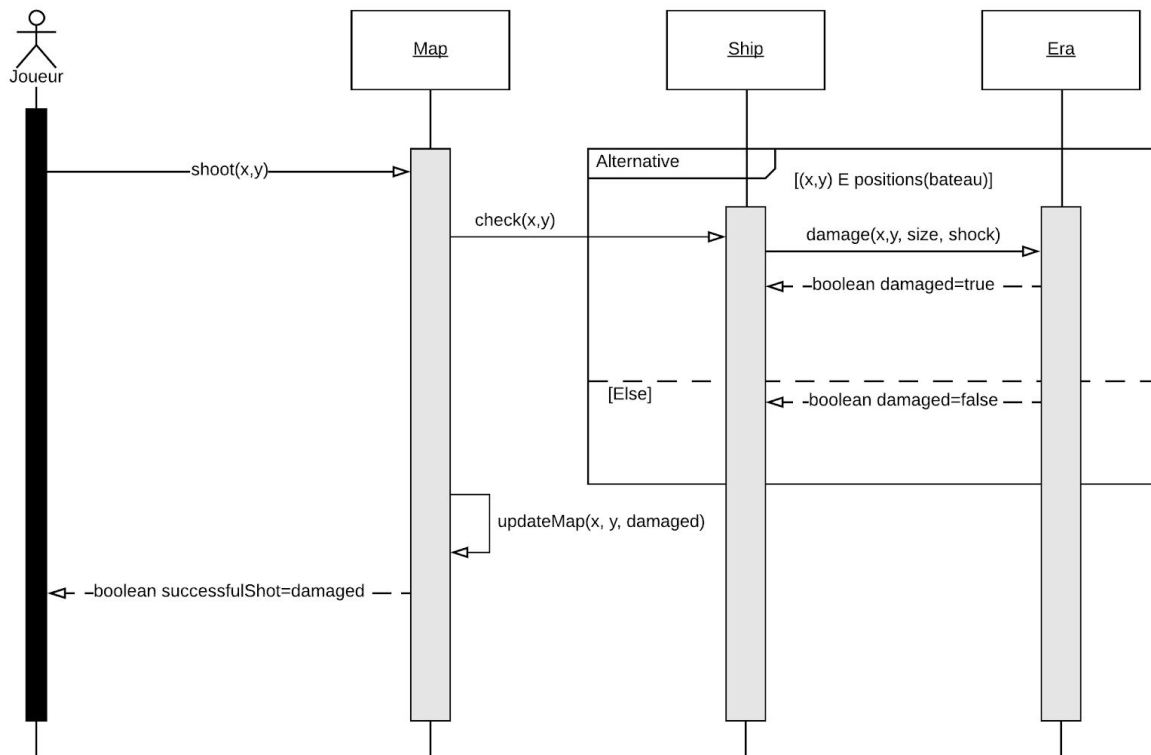 Joueur
Map
Ship
Era
Alternative
[(x,y) E positions(bateau)]
shoot(x,y)
check(x,y)
damage(x,y, size, shock)
boolean damaged=true
[Else]
boolean damaged=false
updateMap(x, y, damaged)
boolean successfulShot=damaged